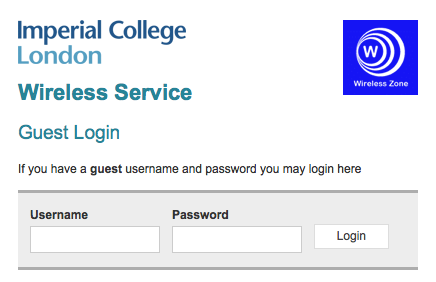 Imperial College
London
W
Wireless Zone
Wireless Service
Guest Login
If you have a guest username and password you may login here
Username Password
Login